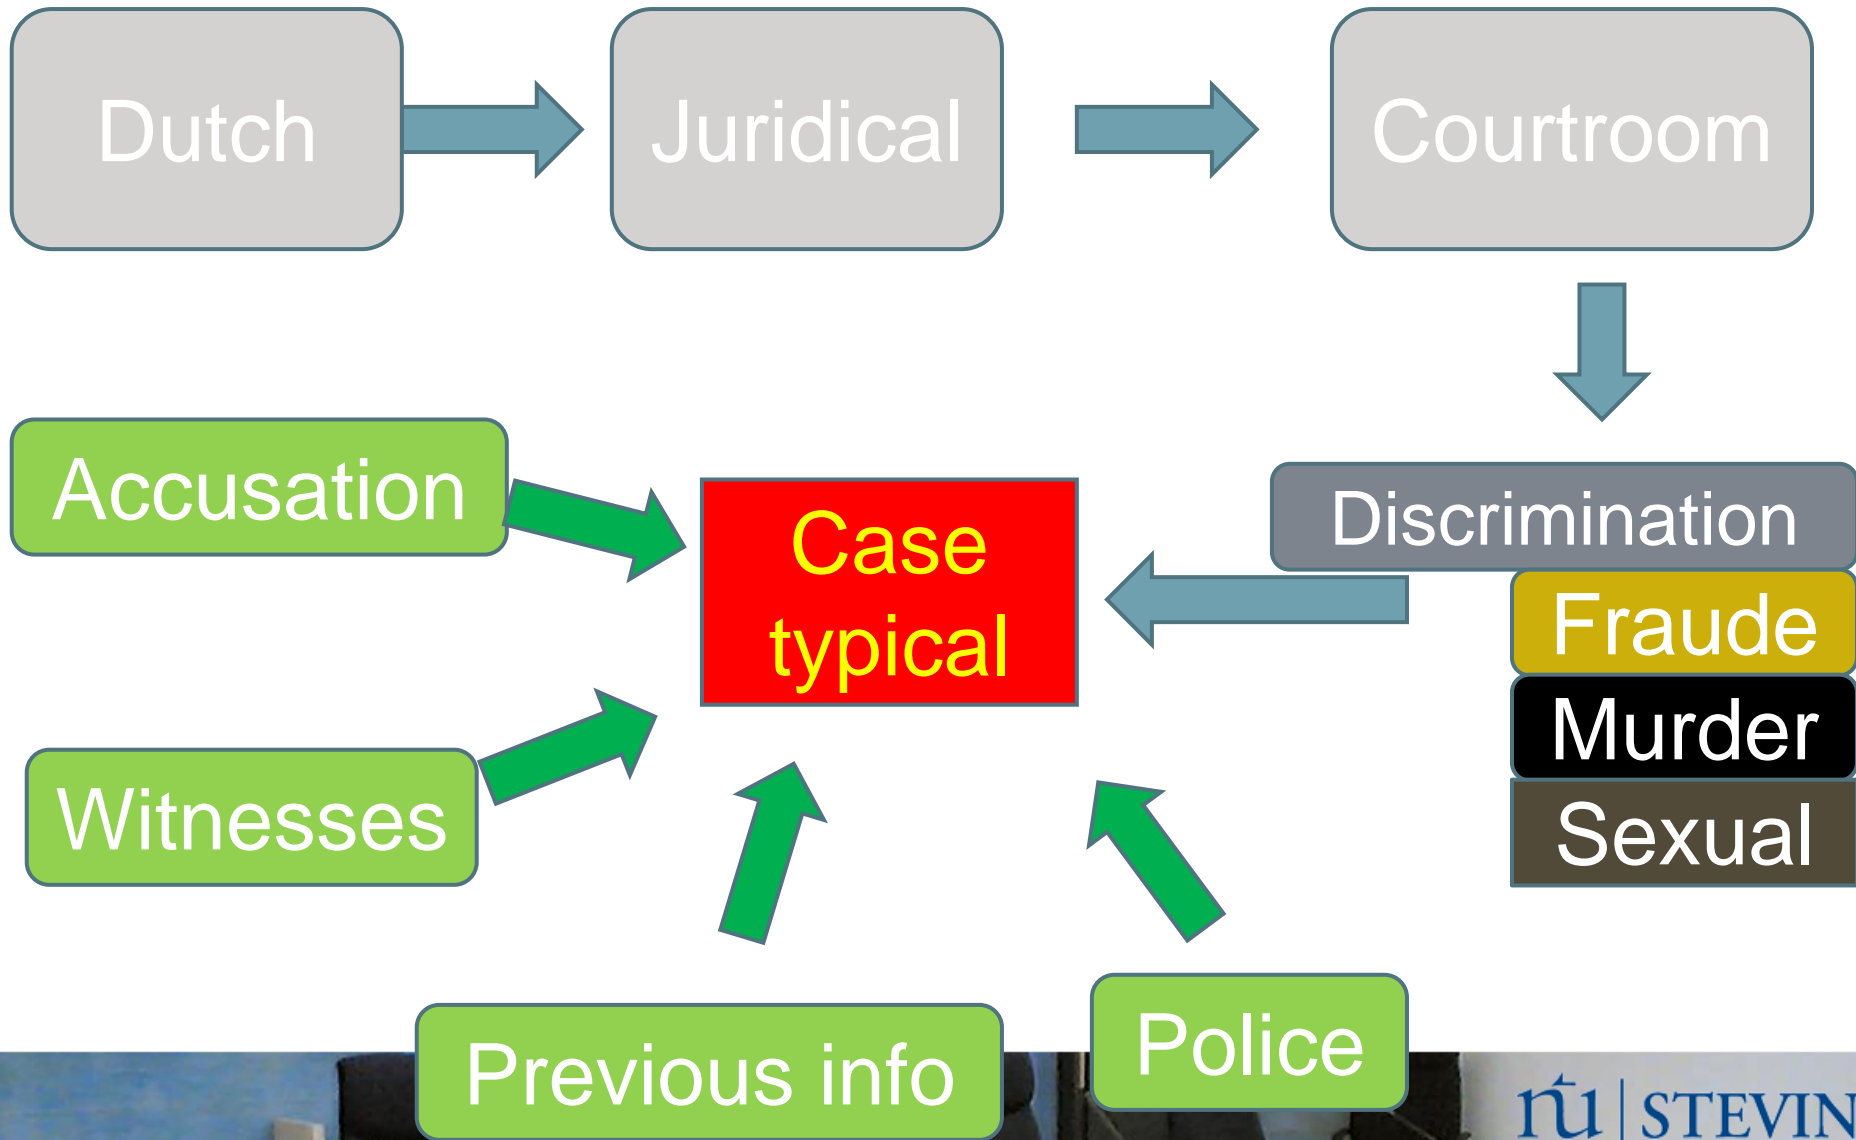 Dutch
Juridical
Courtroom
Accusation
Case
typical
Discrimination
Fraude
Murder
Sexual
Witnesses
Previous info
Police
STEVIN